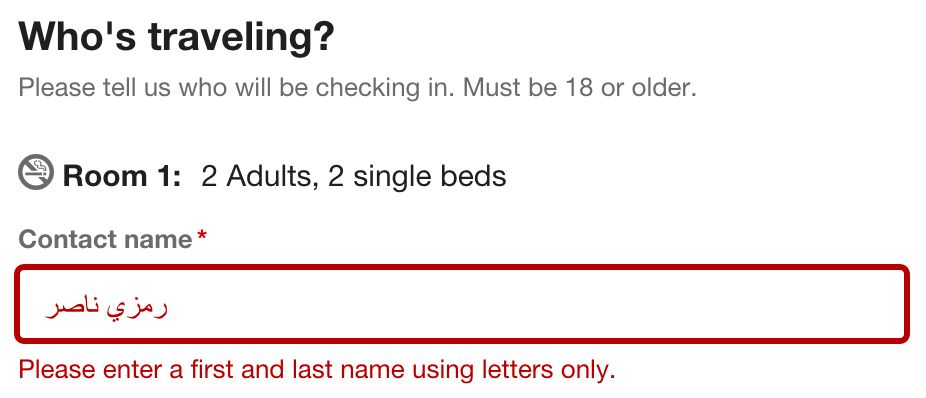 Who's traveling?
Please tell us who will be checking in. Must be 18 or older.
Room 1: 2 Adults, 2 single beds
Contact name*
رمزي ناصر
Please enter a first and last name using letters only.